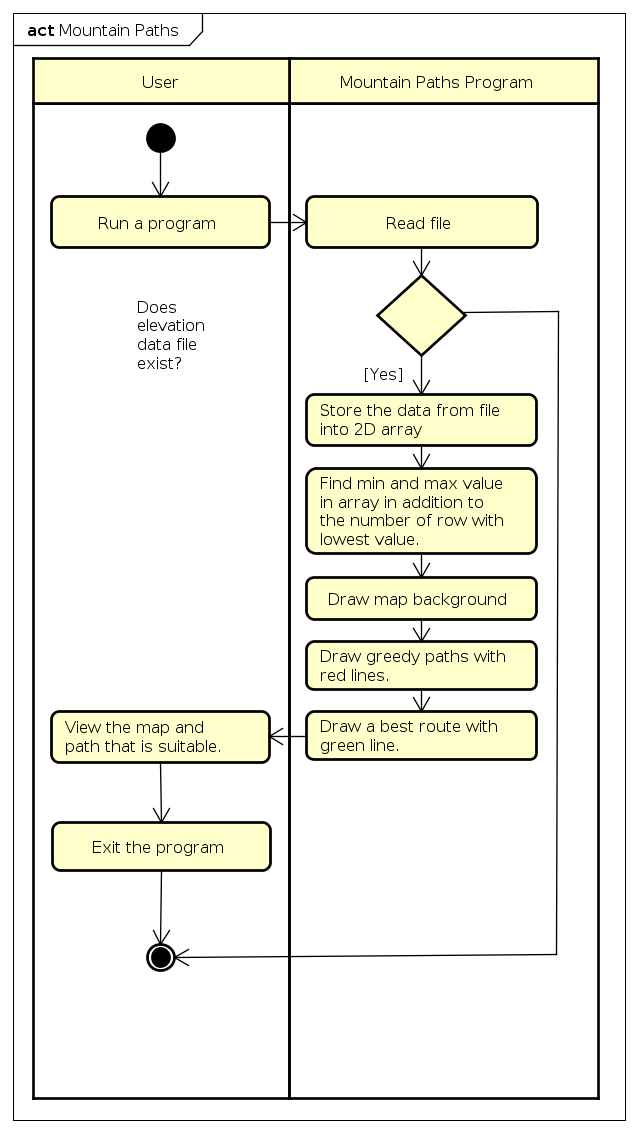 act Mountain Paths
User
Mountain Paths Program
Run a program
Read file
Does
elevation
data file
exist?
[Yes]
Store the data from file
into 2D array
Find min and max value
in array in addition to
the number of row with
lowest value.
Draw map background
Draw greedy paths with
red lines.
View the map and
path that is suitable.
Draw a best route with
green line.
Exit the program